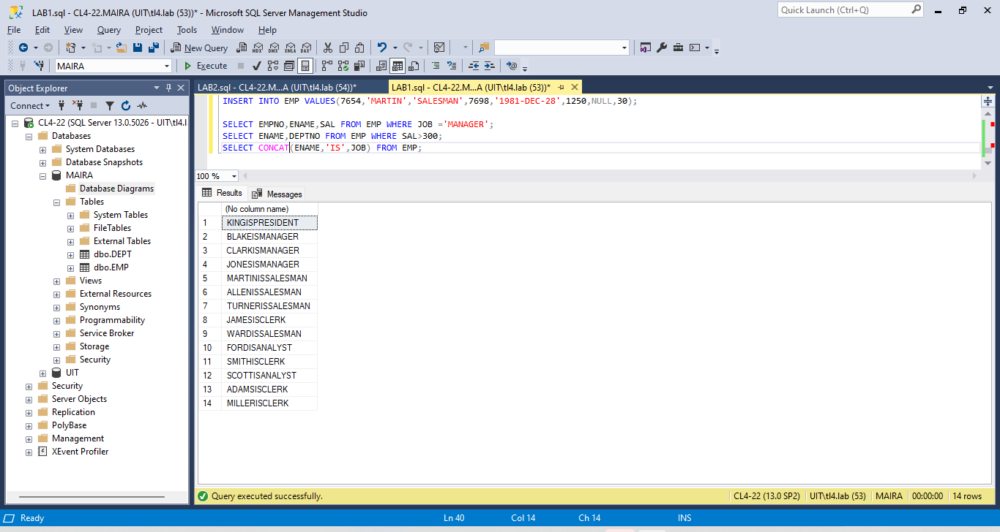 LAB1.sql - CL4-22.MAIRA (UIT\tl4.lab (53))* - Microsoft SQL Server Management Studio
Quick Launch (Ctrl+Q)
File Edit View Query Project Tools Window Help
New Query MDX DMX XMLA DAX
MAIRA Execute
Object Explorer
LAB2.sql - CL4-22.M...A (UIT\tl4.lab (54))* LAB1.sql - CL4-22.M...A (UIT\tl4.lab (53))*
Connect
CL4-22 (SQL Server 13.0.5026 - UIT\tl4.l
Databases
System Databases
Database Snapshots
MAIRA
Database Diagrams
Tables
System Tables
FileTables
External Tables
dbo.DEPT
dbo.EMP
Views
External Resources
Synonyms
Programmability
Service Broker
Storage
Security
UIT
Security
Server Objects
Replication
PolyBase
Management
XEvent Profiler
INSERT INTO EMP VALUES(7654,'MARTIN','SALESMAN',7698,'1981-DEC-28',1250,NULL,30);
SELECT EMPNO,ENAME,SAL FROM EMP WHERE JOB ='MANAGER';
SELECT ENAME,DEPTNO FROM EMP WHERE SAL>300;
SELECT CONCAT(ENAME,'IS',JOB) FROM EMP;
100 %
Results Messages
(No column name)
1 KINGISPRESIDENT
2 BLAKEISMANAGER
3 CLARKISMANAGER
4 JONESISMANAGER
5 MARTINISSALESMAN
6 ALLENISSALESMAN
7 TURNERISSALESMAN
8 JAMESISCLERK
9 WARDISSALESMAN
10 FORDISANALYST
11 SMITHISCLERK
12 SCOTTISANALYST
13 ADAMSISCLERK
14 MILLERISCLERK
Query executed successfully. CL4-22 (13.0 SP2) UIT\tl4.lab (53) MAIRA 00:00:00 14 rows
Ready Ln 40 Col 14 Ch 14 INS